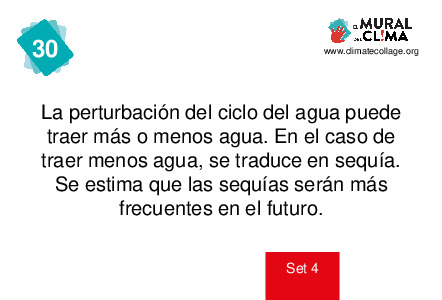 30
EL MURAL
DEL CL!MA
www.climatecollage.org
La perturbación del ciclo del agua puede
traer más o menos agua. En el caso de
traer menos agua, se traduce en sequía.
Se estima que las sequías serán más
frecuentes en el futuro.
Set 4